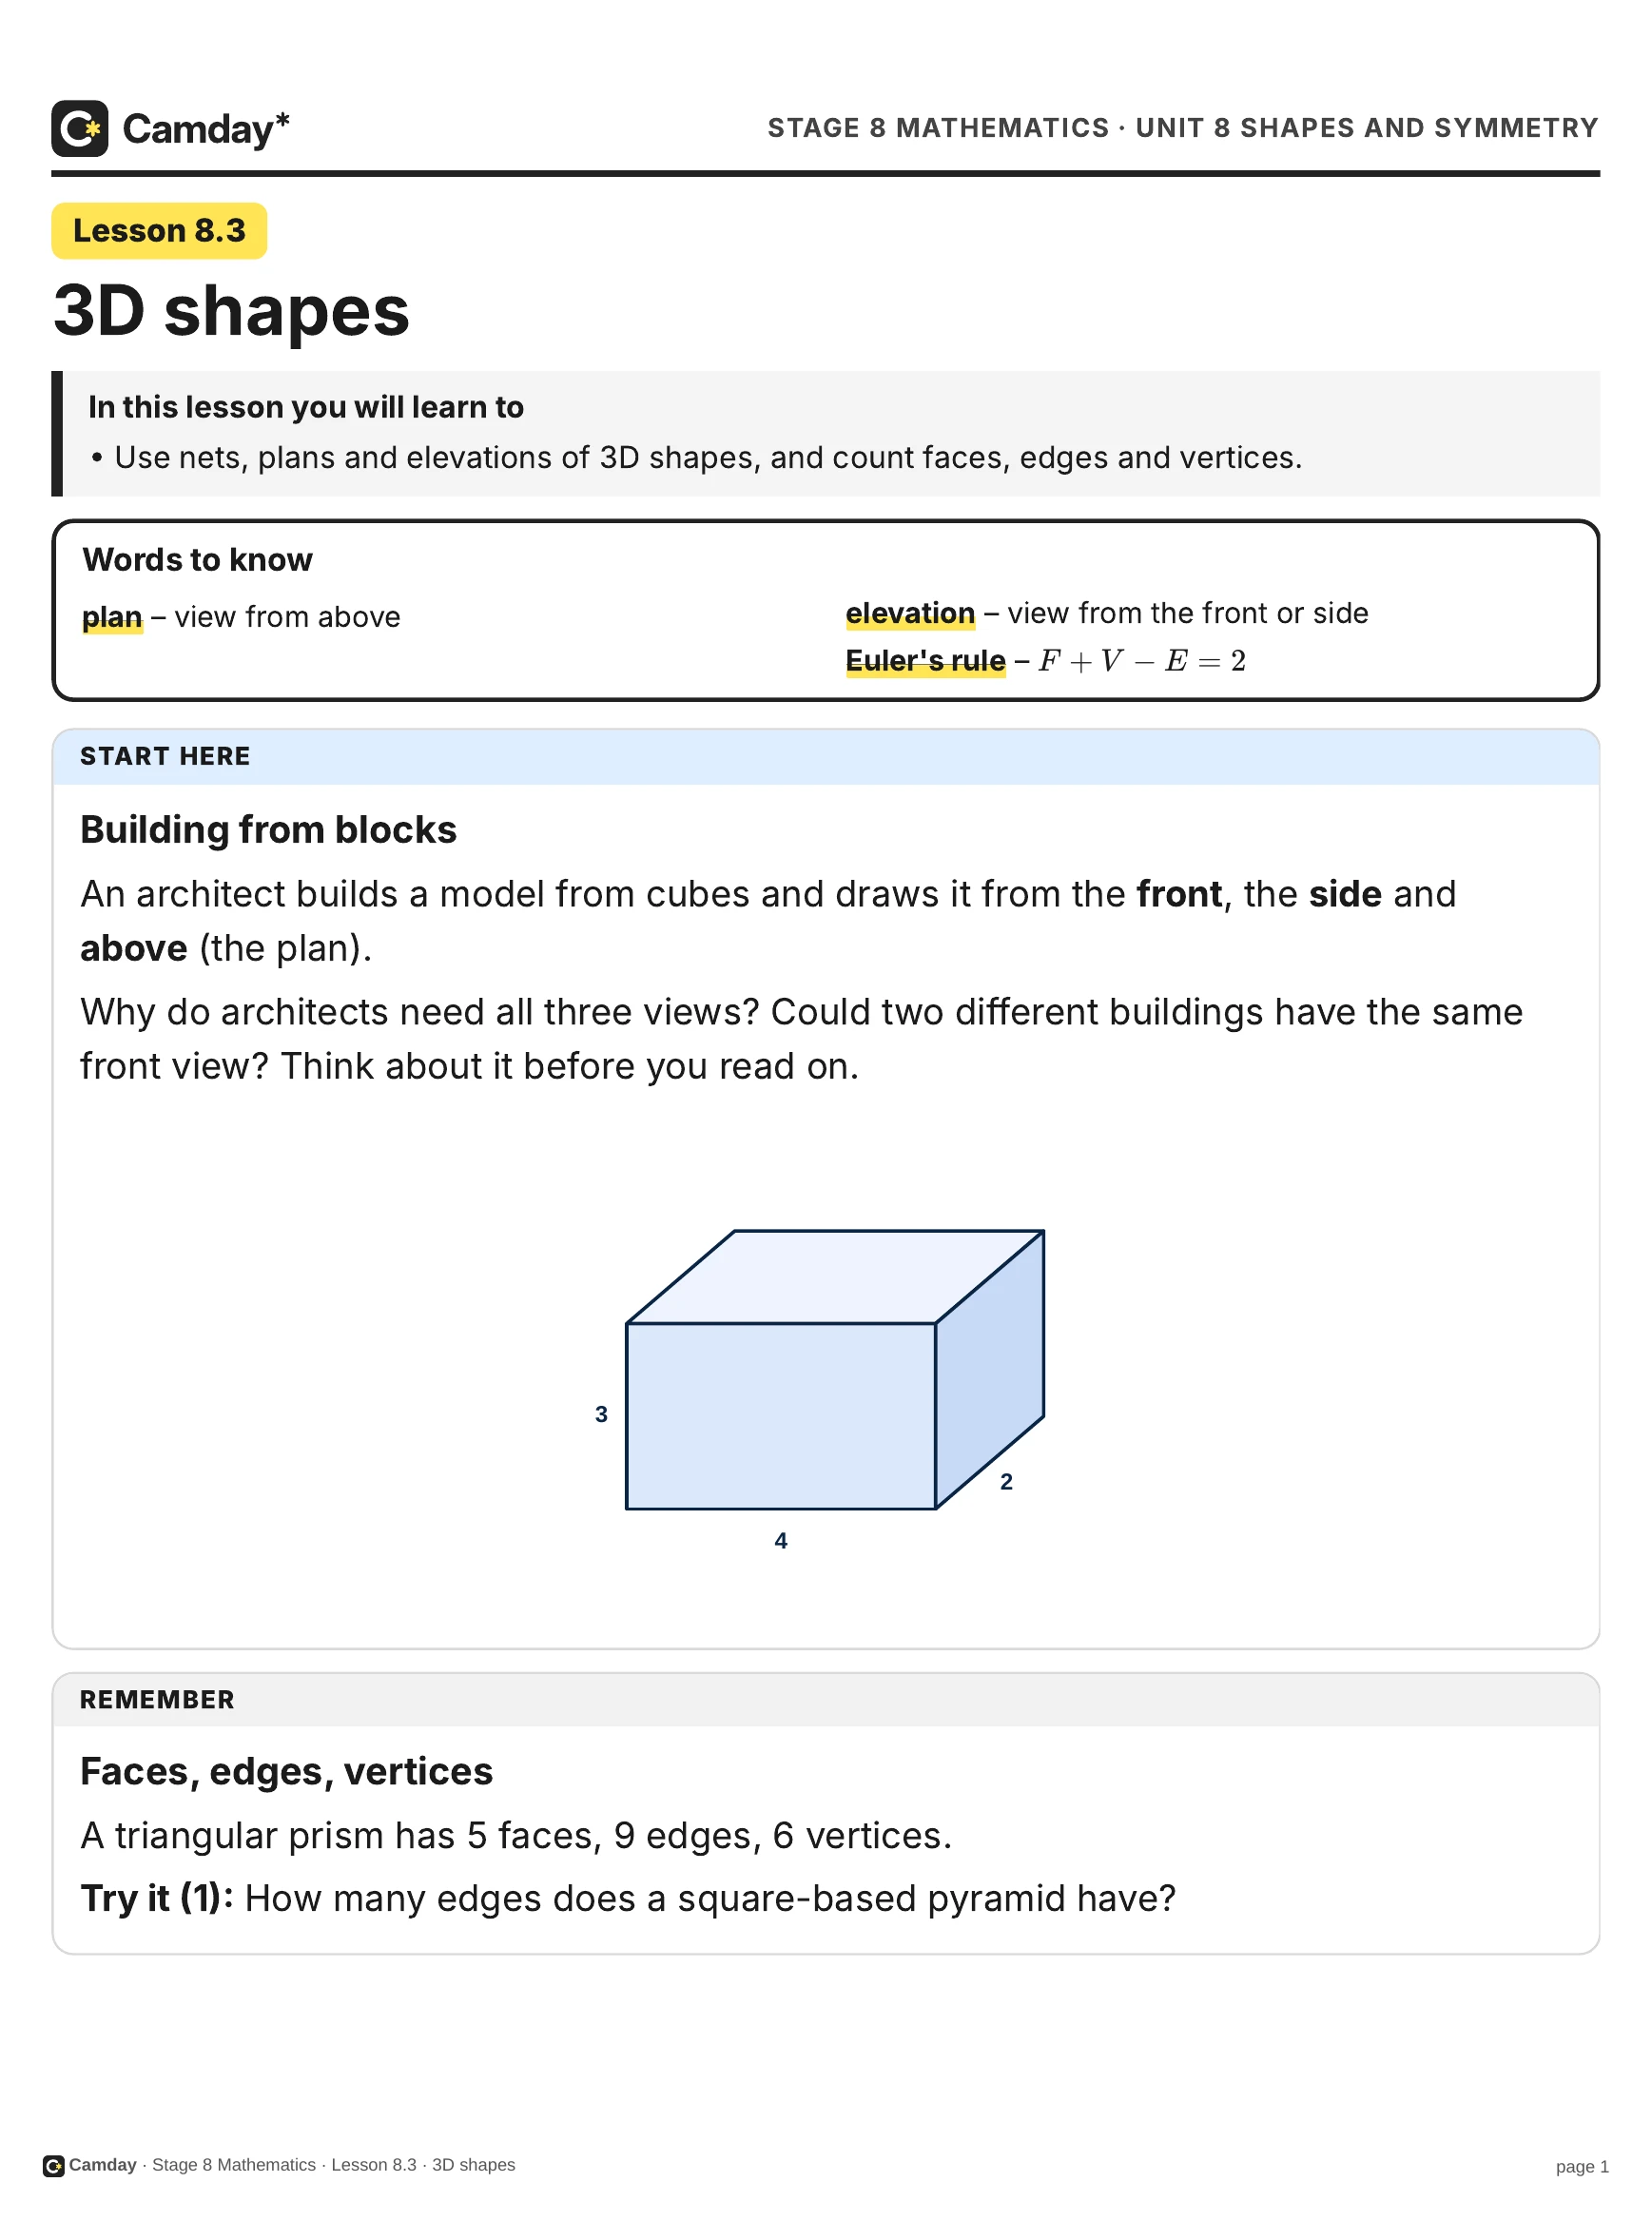 Camday*
STAGE 8 MATHEMATICS · UNIT 8 SHAPES AND SYMMETRY
Lesson 8.3
3D shapes
In this lesson you will learn to
• Use nets, plans and elevations of 3D shapes, and count faces, edges and vertices.
Words to know
plan – view from above
elevation – view from the front or side
Euler's rule – F + V − E = 2
START HERE
Building from blocks
An architect builds a model from cubes and draws it from the front, the side and
above (the plan).
Why do architects need all three views? Could two different buildings have the same
front view? Think about it before you read on.
3
2
4
REMEMBER
Faces, edges, vertices
A triangular prism has 5 faces, 9 edges, 6 vertices.
Try it (1): How many edges does a square-based pyramid have?
Camday · Stage 8 Mathematics · Lesson 8.3 · 3D shapes
page 1